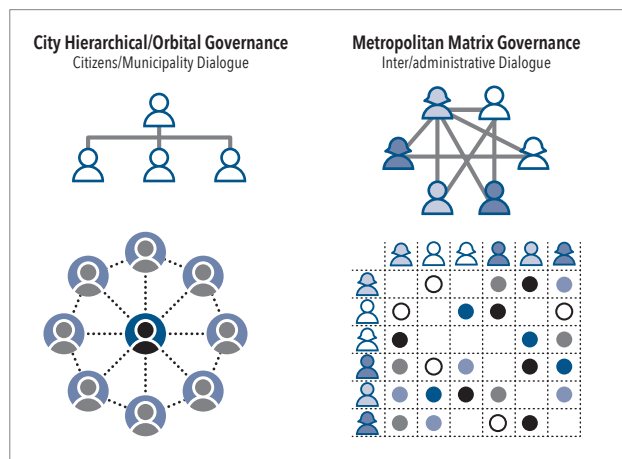 City Hierarchical/Orbital Governance
Citizens/Municipality Dialogue
Metropolitan Matrix Governance
Inter/administrative Dialogue